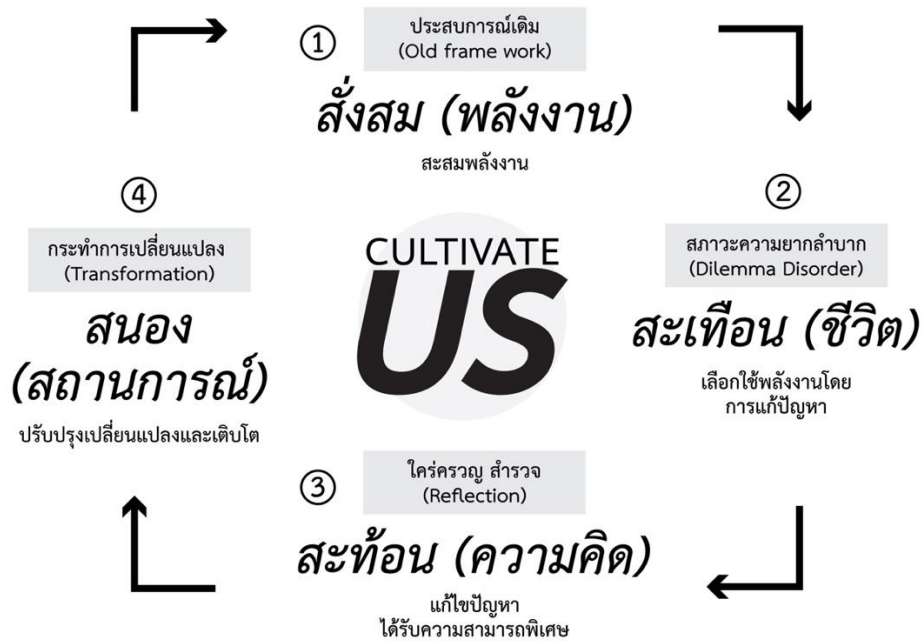 ①
ประสบการณ์เดิม
(Old frame work)
สั่งสม (พลังงาน)
สะสมพลังงาน
②
สภาวะความยากลำบาก
(Dilemma Disorder)
สะเทือน (ชีวิต)
เลือกใช้พลังงานโดย
การแก้ปัญหา
③
ใคร่ครวญ สำรวจ
(Reflection)
สะท้อน (ความคิด)
แก้ไขปัญหา
ได้รับความสามารถพิเศษ
④
กระทำการเปลี่ยนแปลง
(Transformation)
สนอง
(สถานการณ์)
ปรับปรุงเปลี่ยนแปลงและเติบโต
CULTIVATE
US